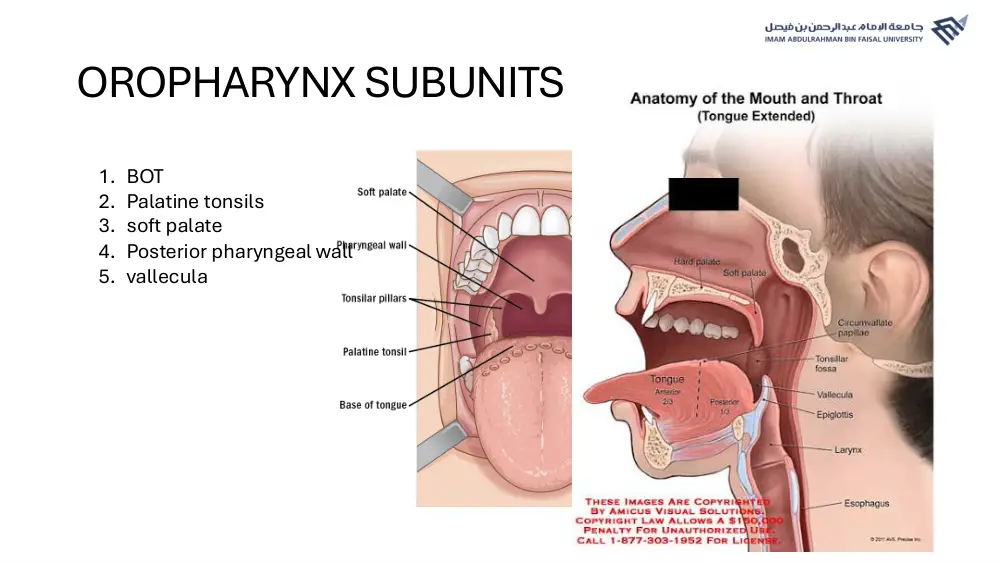 جامعة الإمام عبدالرحمن بن فيصل
IMAM ABDULRAHMAN BIN FAISAL UNIVERSITY
OROPHARYNX SUBUNITS
1. BOT
2. Palatine tonsils
3. soft palate
4. Posterior pharyngeal wall
5. vallecula
Soft palate
Pharyngeal wall
Tonsilar pillars
Palatine tonsil
Base of tongue
Anatomy of the Mouth and Throat
(Tongue Extended)
Hard palate
Soft palate
Circumvallate
papillae
Tonsillar
fossa
Tongue
Anterior
2/3
Posterior
1/3
Vallecula
Epiglottis
Larynx
Esophagus
THESE IMAGES ARE COPYRIGHTED
BY AMICUS VISUAL SOLUTIONS.
COPYRIGHT LAW ALLOWS A $150,000
PENALTY FOR UNAUTHORIZED USE.
CALL 1-877-303-1952 FOR LICENSE.
© 2011 AVS, Precise Inc.